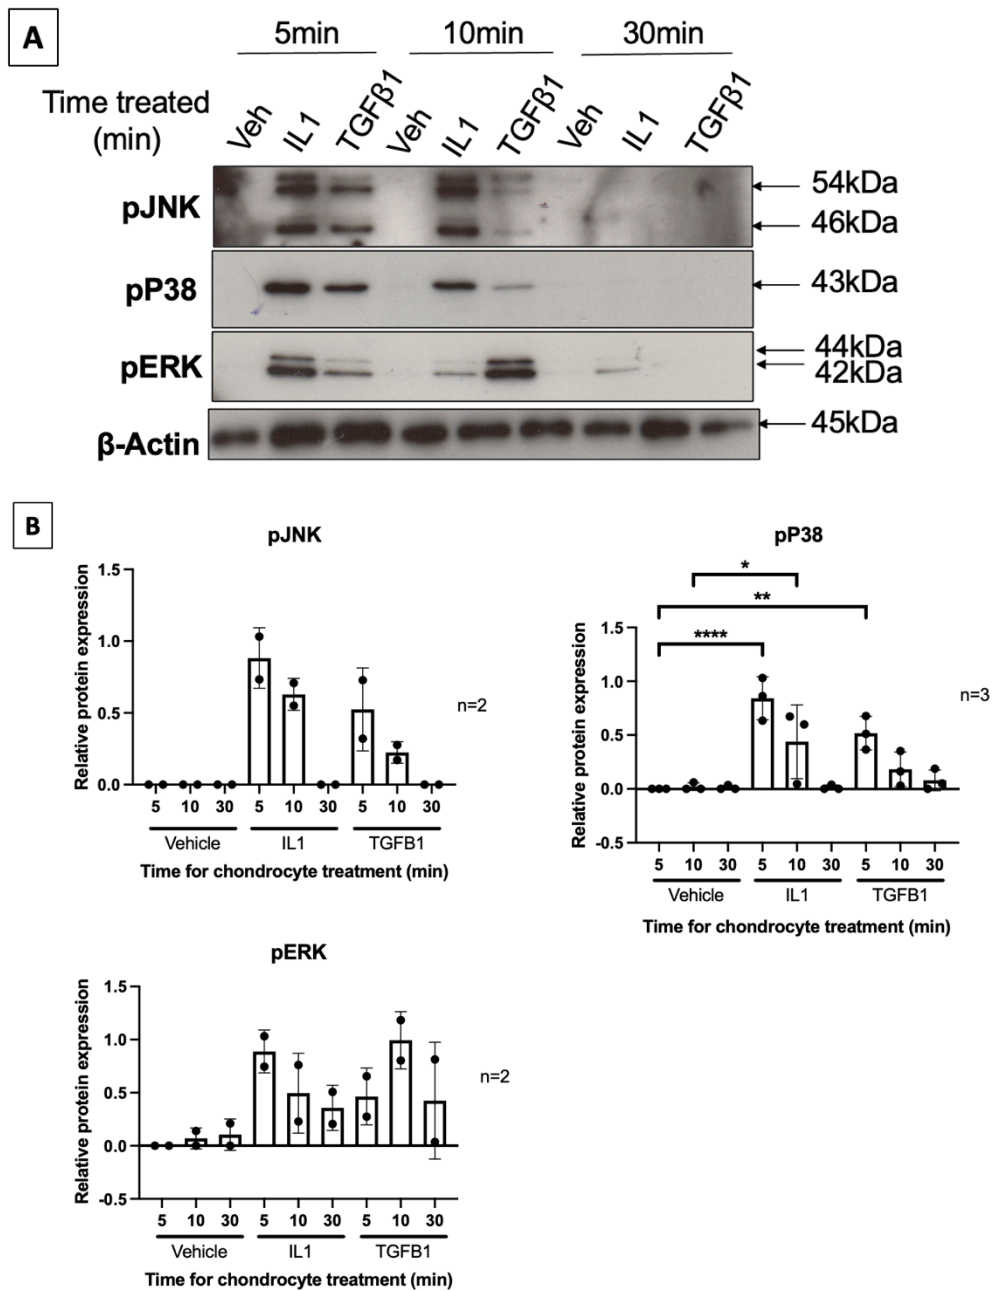 A
5min 10min 30min
Time treated
(min)
Veh IL1 TGFβ1 Veh IL1 TGFβ1 Veh IL1 TGFβ1
pJNK
54kDa
46kDa
pP38
43kDa
pERK
44kDa
42kDa
β-Actin
45kDa
B
pJNK
Relative protein expression
1.5
1.0
0.5
0.0
5 10 30 5 10 30 5 10 30
Vehicle IL1 TGFB1
Time for chondrocyte treatment (min)
n=2
pP38
*
**
****
Relative protein expression
1.5
1.0
0.5
0.0
-0.5
5 10 30 5 10 30 5 10 30
Vehicle IL1 TGFB1
Time for chondrocyte treatment (min)
n=3
pERK
Relative protein expression
1.5
1.0
0.5
0.0
-0.5
5 10 30 5 10 30 5 10 30
Vehicle IL1 TGFB1
Time for chondrocyte treatment (min)
n=2